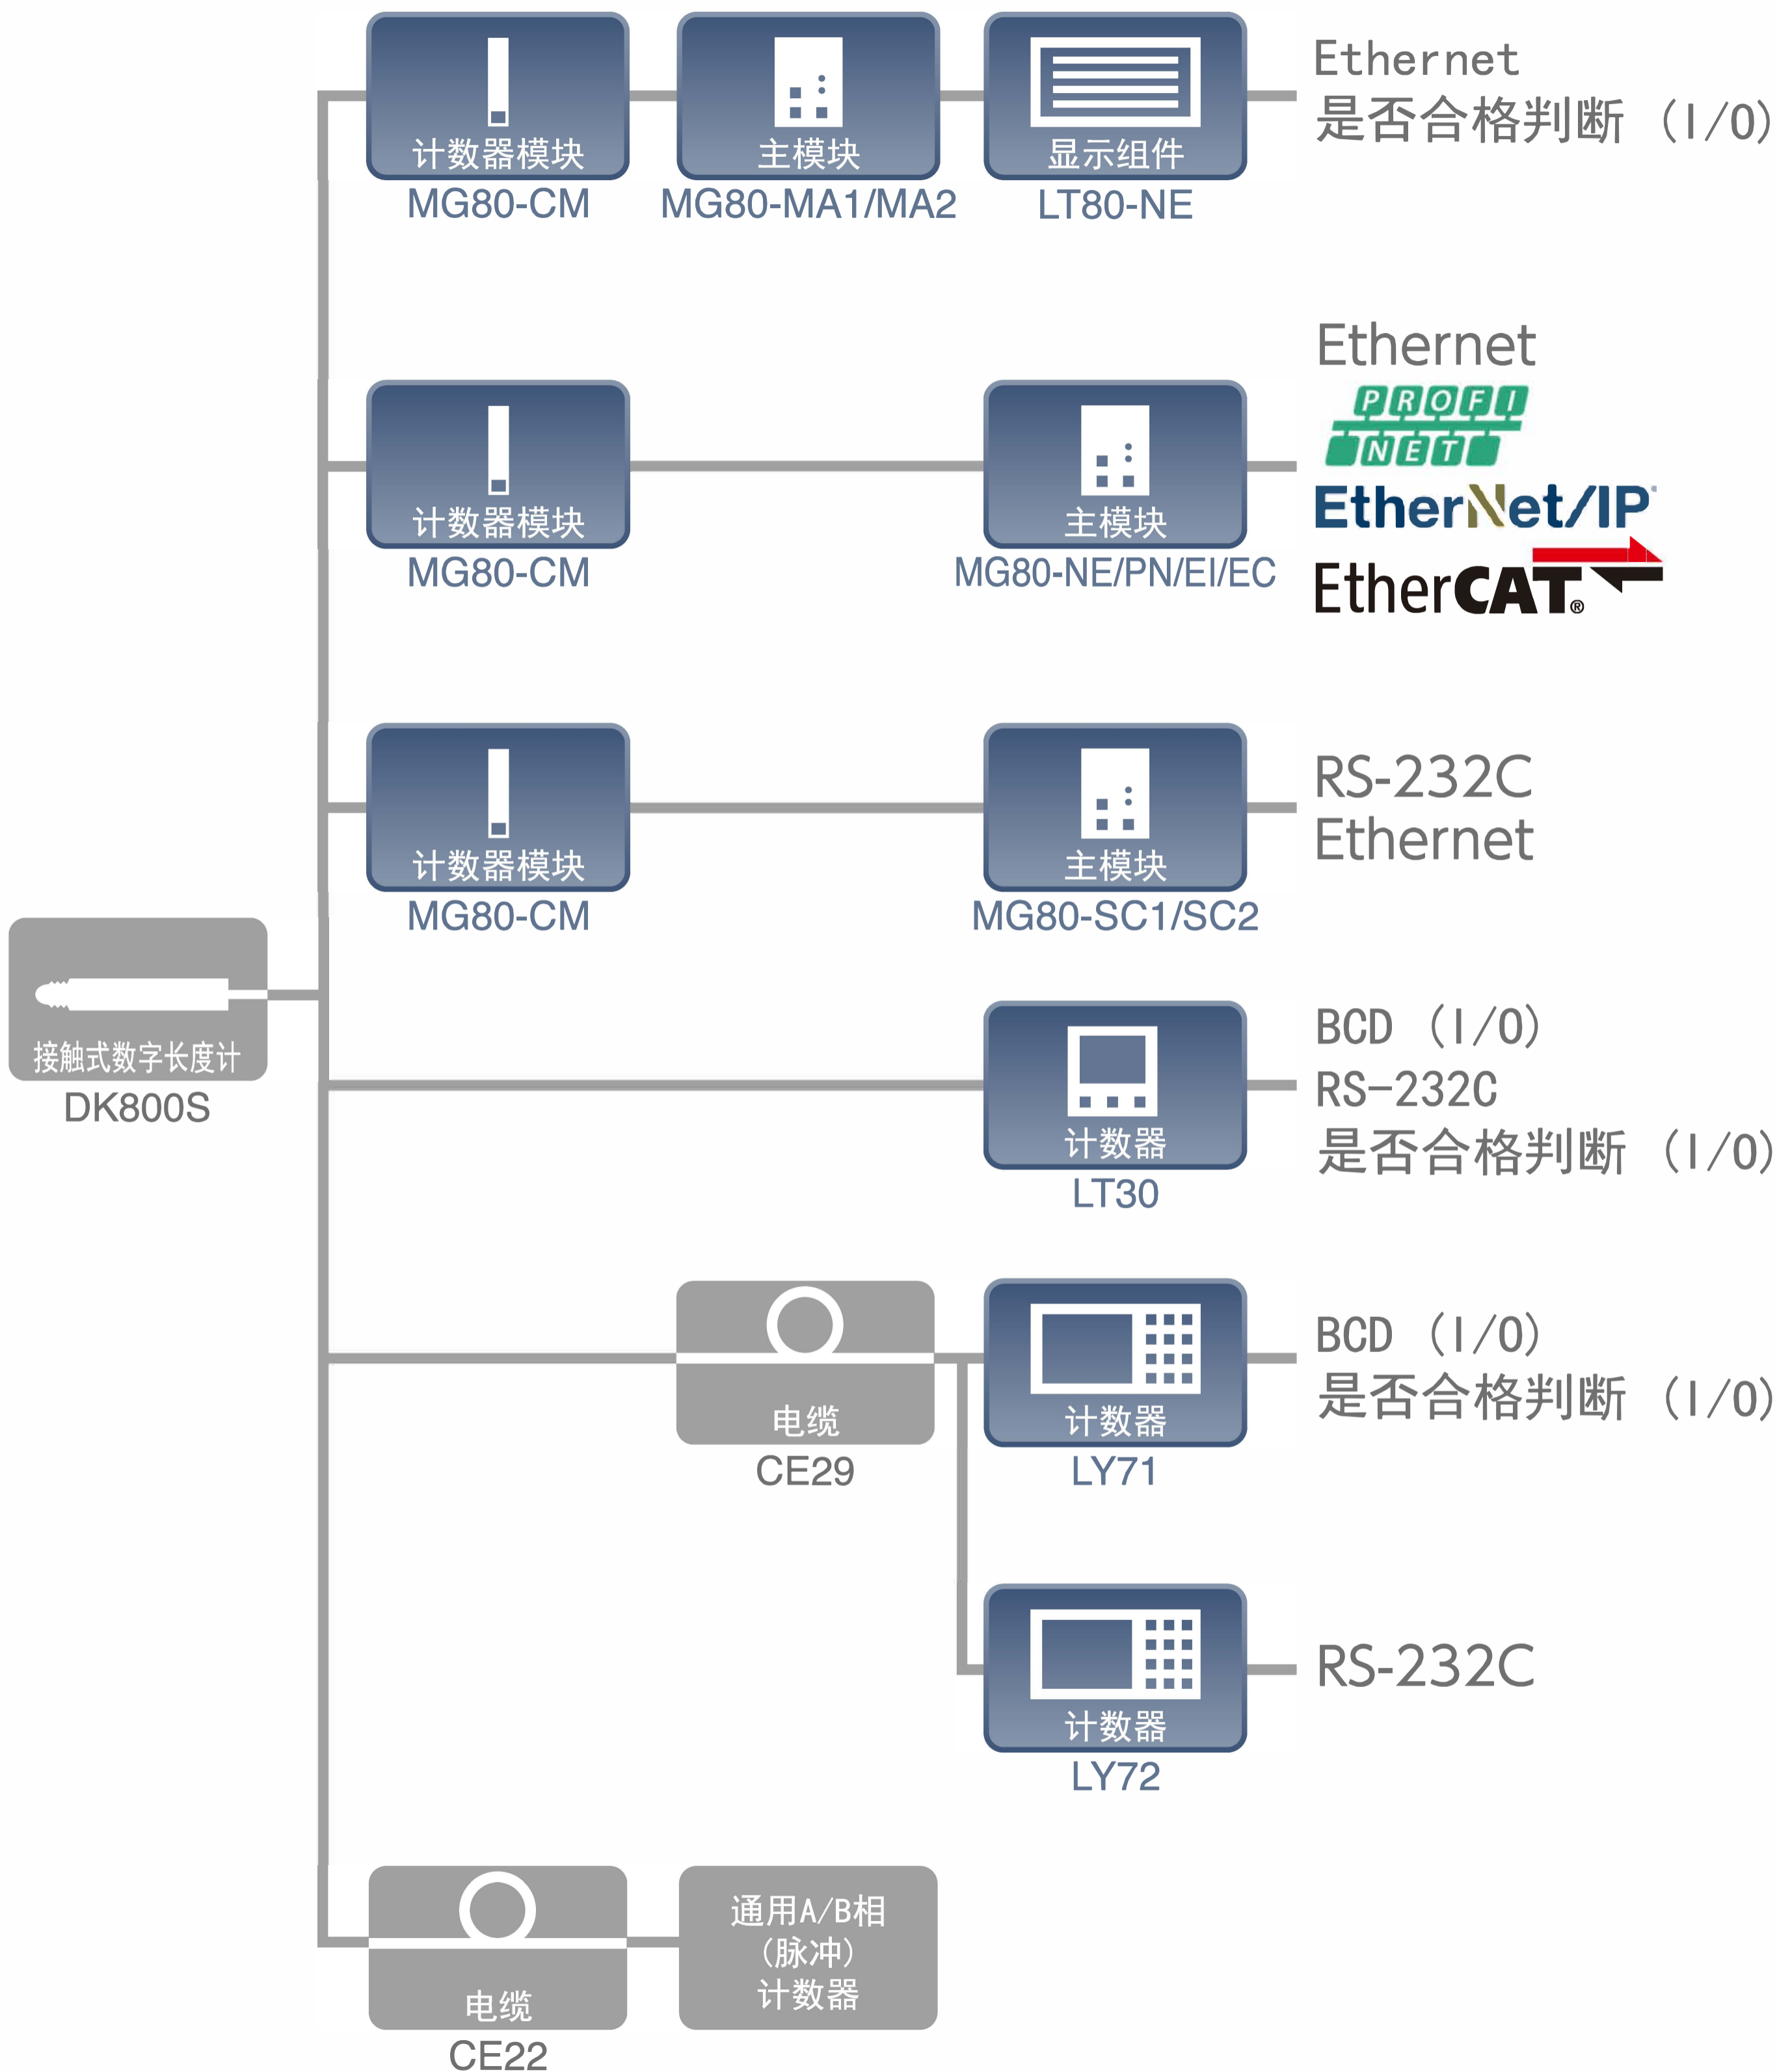 计数器模块
MG80-CM
主模块
MG80-MA1/MA2
显示组件
LT80-NE
Ethernet
是否合格判断 (I/O)
计数器模块
MG80-CM
主模块
MG80-NE/PN/EI/EC
Ethernet
PROFI
NET
EtherNet/IP
EtherCAT®
计数器模块
MG80-CM
主模块
MG80-SC1/SC2
RS-232C
Ethernet
接触式数字长度计
DK800S
计数器
LT30
BCD (I/O)
RS-232C
是否合格判断 (I/O)
电缆
CE29
计数器
LY71
BCD (I/O)
是否合格判断 (I/O)
计数器
LY72
RS-232C
电缆
CE22
通用A/B相
(脉冲)
计数器